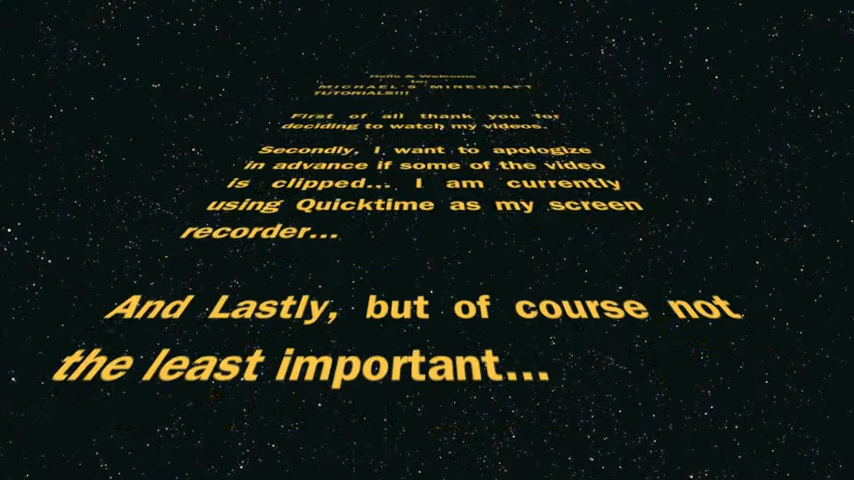 Hello & Welcome
to:
MICHAEL'S MINECRAFT
TUTORIALS!!!
First of all thank you for
deciding to watch my videos.
Secondly, I want to apologize
in advance if some of the video
is clipped... I am currently
using Quicktime as my screen
recorder...
And Lastly, but of course not
the least important...